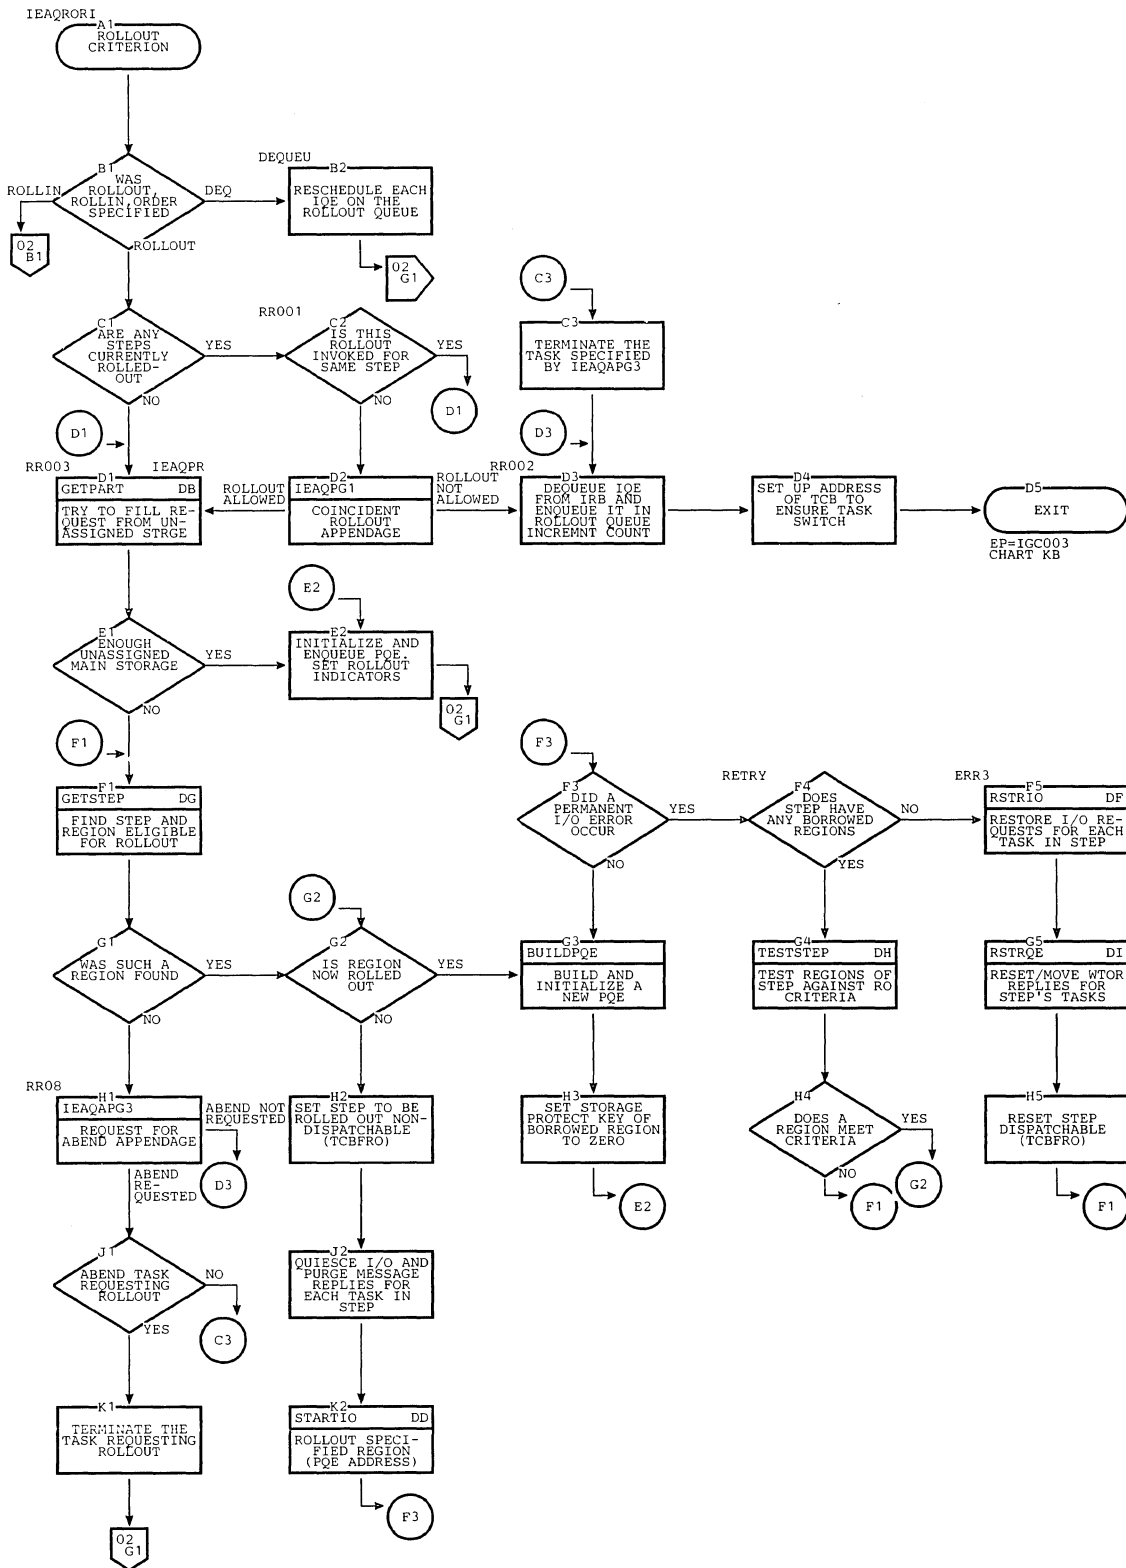 IEAQRORI
A1
ROLLOUT
CRITERION
B1
WAS
ROLLOUT,
ROLLIN,ORDER
SPECIFIED
ROLLIN
DEQ
ROLLOUT
02
B1
DEQUEU
B2
RESCHEDULE EACH
IQE ON THE
ROLLOUT QUEUE
02
G1
C1
ARE ANY
STEPS
CURRENTLY
ROLLED-
OUT
YES
NO
RR001
C2
IS THIS
ROLLOUT
INVOKED FOR
SAME STEP
YES
NO
D1
C3
C3
TERMINATE THE
TASK SPECIFIED
BY IEAQAPG3
D1
D3
RR003
IEAQPR
D1
GETPART DB
TRY TO FILL RE-
QUEST FROM UN-
ASSIGNED STRGE
ROLLOUT
ALLOWED
D2
IEAQPG1
COINCIDENT
ROLLOUT
APPENDAGE
ROLLOUT
NOT
ALLOWED
RR002
D3
DEQUEUE IQE
FROM IRB AND
ENQUEUE IT IN
ROLLOUT QUEUE
INCREMNT COUNT
D4
SET UP ADDRESS
OF TCB TO
ENSURE TASK
SWITCH
D5
EXIT
EP=IGC003
CHART KB
E1
ENOUGH
UNASSIGNED
MAIN STORAGE
YES
NO
E2
E2
INITIALIZE AND
ENQUEUE PQE.
SET ROLLOUT
INDICATORS
02
G1
F1
F1
GETSTEP DG
FIND STEP AND
REGION ELIGIBLE
FOR ROLLOUT
F3
F3
DID A
PERMANENT
I/O ERROR
OCCUR
YES
NO
RETRY
F4
DOES
STEP HAVE
ANY BORROWED
REGIONS
NO
YES
ERR3
F5
RSTRIO DF
RESTORE I/O RE-
QUESTS FOR EACH
TASK IN STEP
G1
WAS SUCH A
REGION FOUND
YES
NO
G2
G2
IS REGION
NOW ROLLED
OUT
YES
NO
G3
BUILDPQE
BUILD AND
INITIALIZE A
NEW PQE
G4
TESTSTEP DH
TEST REGIONS OF
STEP AGAINST RO
CRITERIA
G5
RSTRQE DI
RESET/MOVE WTOR
REPLIES FOR
STEP'S TASKS
RR08
H1
IEAQAPG3
REQUEST FOR
ABEND APPENDAGE
ABEND NOT
REQUESTED
D3
ABEND
RE-
QUESTED
H2
SET STEP TO BE
ROLLED OUT NON-
DISPATCHABLE
(TCBFRO)
H3
SET STORAGE
PROTECT KEY OF
BORROWED REGION
TO ZERO
E2
H4
DOES A
REGION MEET
CRITERIA
YES
NO
F1
G2
H5
RESET STEP
DISPATCHABLE
(TCBFRO)
F1
J1
ABEND TASK
REQUESTING
ROLLOUT
NO
YES
C3
J2
QUIESCE I/O AND
PURGE MESSAGE
REPLIES FOR
EACH TASK IN
STEP
K1
TERMINATE THE
TASK REQUESTING
ROLLOUT
02
G1
K2
STARTIO DD
ROLLOUT SPECI-
FIED REGION
(PQE ADDRESS)
F3